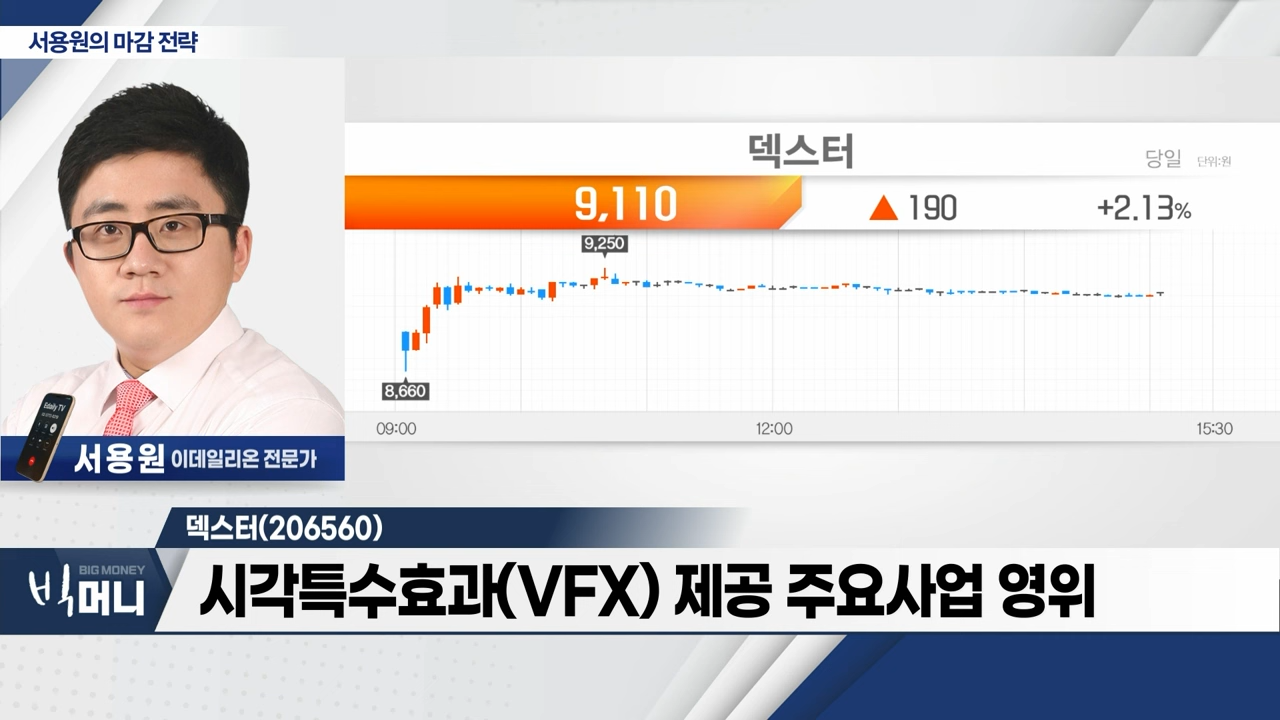 서용원의 마감 전략
덱스터
당일 단위:원
9,110 ▲ 190 +2.13%
9,250
8,660
09:00 12:00 15:30
Edaily TV
서용원 이데일리온 전문가
덱스터(206560)
BIG MONEY
빅머니
시각특수효과(VFX) 제공 주요사업 영위